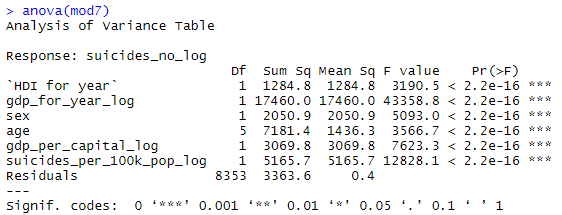 > anova(mod7)
Analysis of Variance Table

Response: suicides_no_log
                          Df  Sum Sq Mean Sq F value    Pr(>F)    
`HDI for year`             1  1284.8  1284.8  3190.5 < 2.2e-16 ***
gdp_for_year_log           1 17460.0 17460.0 43358.8 < 2.2e-16 ***
sex                        1  2050.9  2050.9  5093.0 < 2.2e-16 ***
age                        5  7181.4  1436.3  3566.7 < 2.2e-16 ***
gdp_per_capital_log        1  3069.8  3069.8  7623.3 < 2.2e-16 ***
suicides_per_100k_pop_log  1  5165.7  5165.7 12828.1 < 2.2e-16 ***
Residuals               8353  3363.6     0.4                      
---
Signif. codes:  0 ‘***’ 0.001 ‘**’ 0.01 ‘*’ 0.05 ‘.’ 0.1 ‘ ’ 1